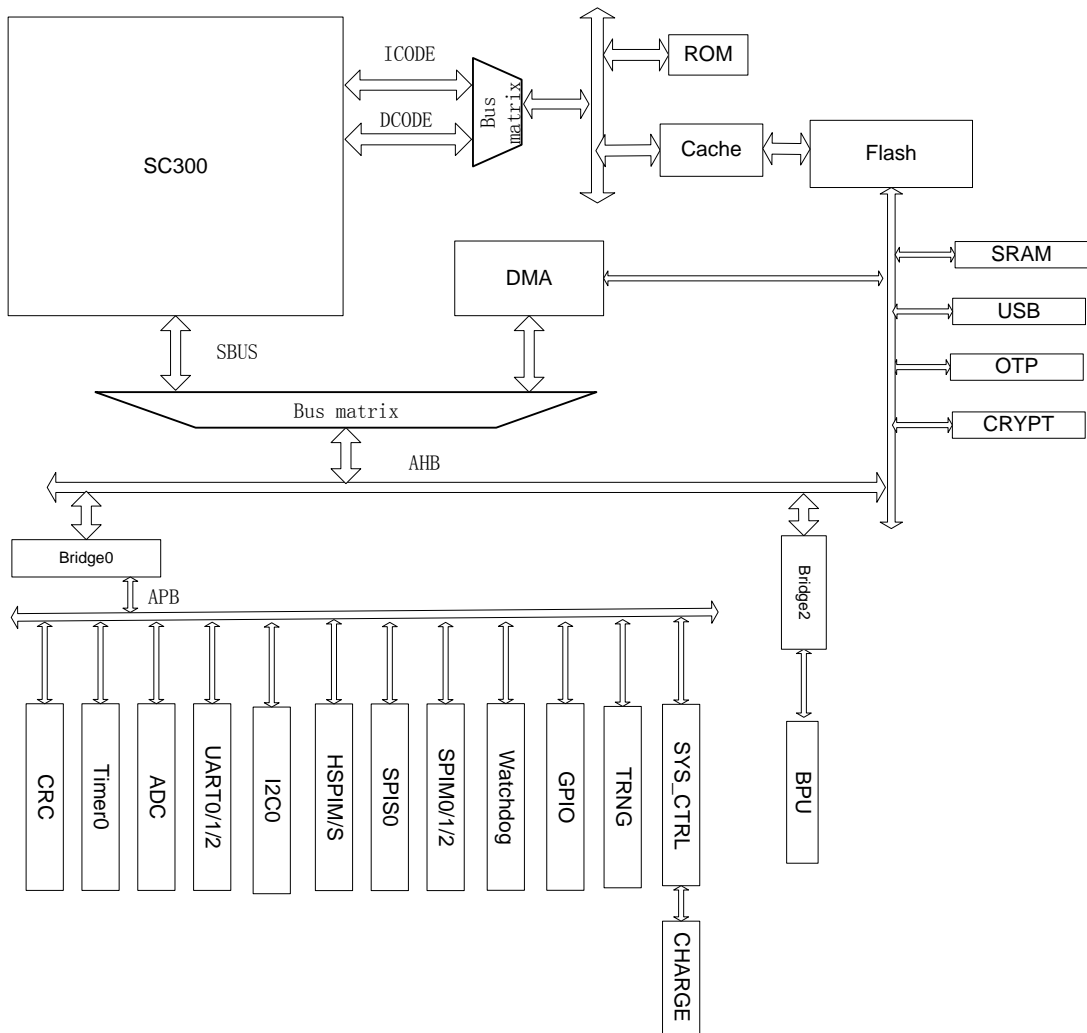 ICODE
ROM
Bus
matrix
DCODE
Cache
Flash
SC300
SRAM
DMA
USB
SBUS
OTP
Bus matrix
CRYPT
AHB
Bridge0
Bridge2
APB
CRC
Timer0
ADC
UART0/1/2
I2C0
HSPIM/S
SPIS0
SPIM0/1/2
Watchdog
GPIO
TRNG
SYS_CTRL
BPU
CHARGE